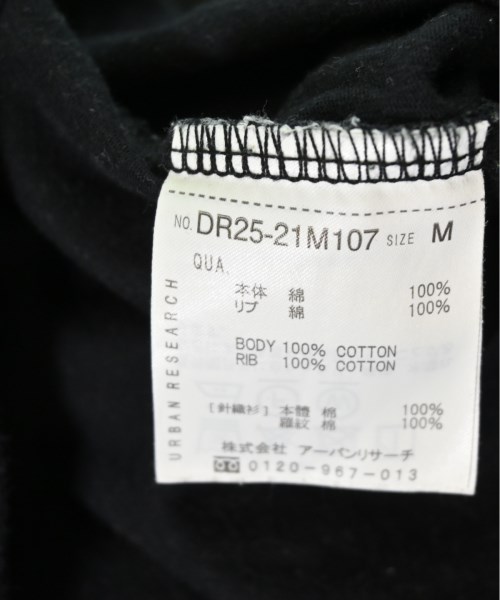 NO. DR25-21M107 SIZE M
QUA.
本体 綿 100%
リブ 綿 100%
BODY 100% COTTON
RIB 100% COTTON
[針織衫] 本體 棉 100%
羅紋 棉 100%
株式会社 アーバンリサーチ
0120-967-013
URBAN RESEARCH